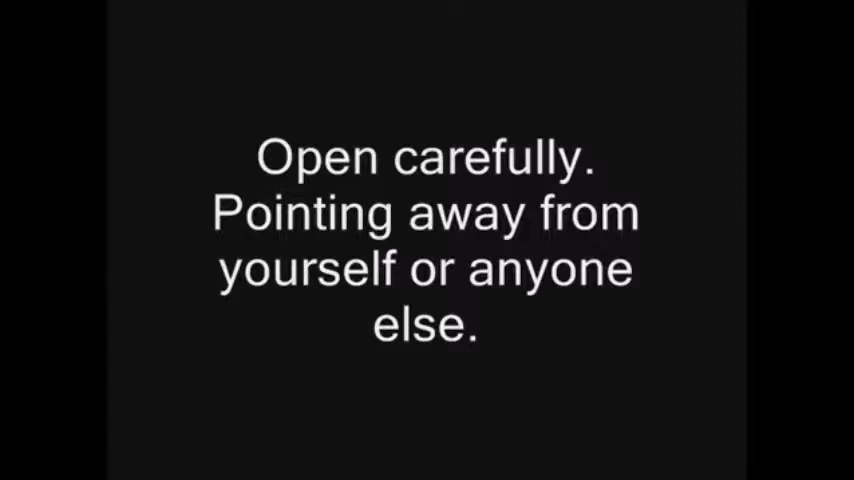 Open carefully.
Pointing away from
yourself or anyone
else.